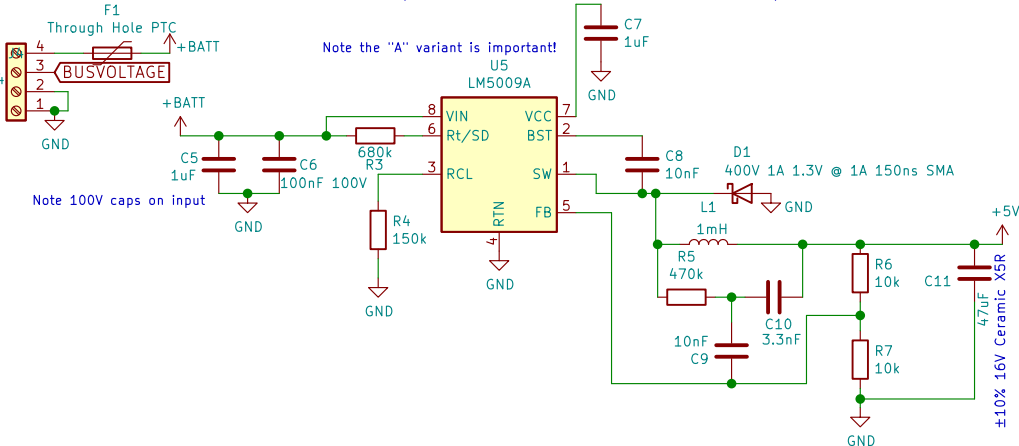 F1
Through Hole PTC
+BATT
4
3
2
1
BUSVOLTAGE
GND
+BATT
C5
1uF
C6
100nF 100V
680k
R3
Note 100V caps on input
GND
R4
150k
GND
Note the "A" variant is important!
U5
LM5009A
8
VIN
6
Rt/SD
3
RCL
VCC
7
BST
2
SW
1
FB
5
RTN
4
GND
C7
1uF
GND
C8
10nF
D1
400V 1A 1.3V @ 1A 150ns SMA
GND
L1
1mH
R5
470k
C10
3.3nF
10nF
C9
+5V
R6
10k
R7
10k
GND
C11
47uF
±10% 16V Ceramic X5R